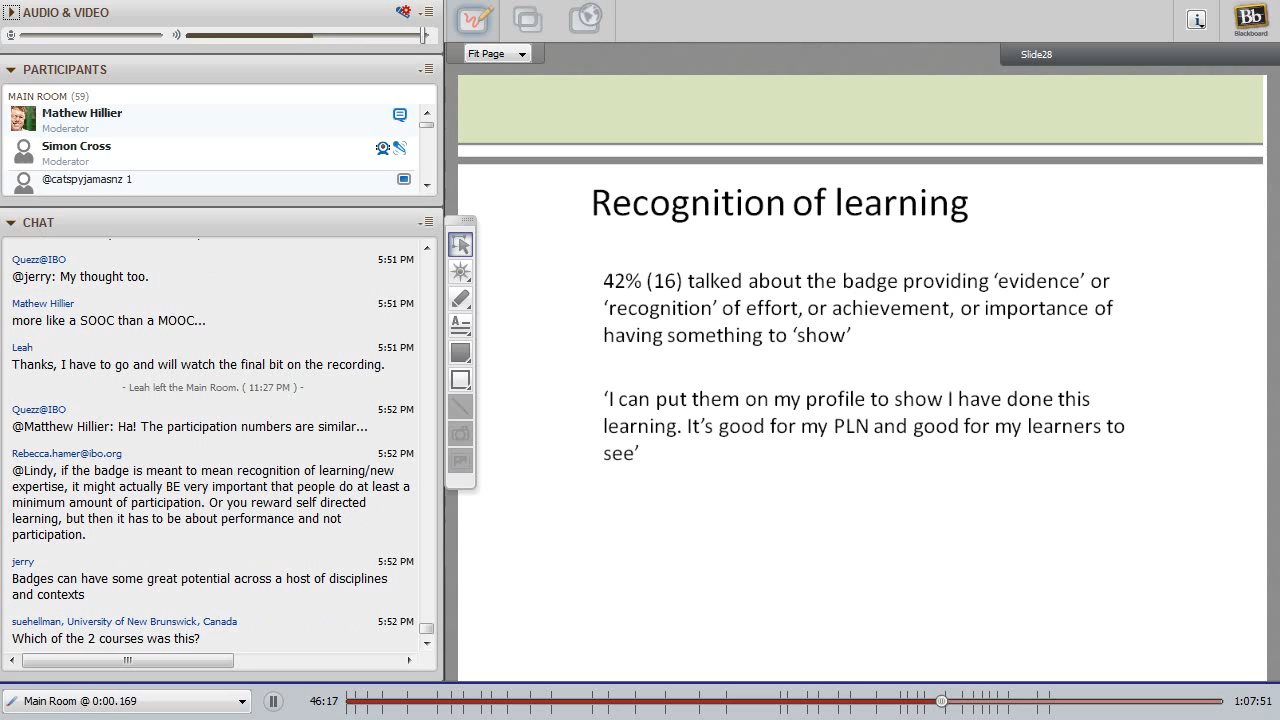 AUDIO & VIDEO
PARTICIPANTS
MAIN ROOM (59)
Mathew Hillier
Moderator
Simon Cross
Moderator
@catspyjamasnz 1
CHAT
Quezz@IBO 5:51 PM
@jerry: My thought too.
Mathew Hillier 5:51 PM
more like a SOOC than a MOOC...
Leah 5:51 PM
Thanks, I have to go and will watch the final bit on the recording.
- Leah left the Main Room. ( 11:27 PM ) -
Quezz@IBO 5:52 PM
@Matthew Hillier: Ha! The participation numbers are similar...
Rebecca.hamer@ibo.org 5:52 PM
@Lindy, if the badge is meant to mean recognition of learning/new
expertise, it might actually BE very important that people do at least a
minimum amount of participation. Or you reward self directed
learning, but then it has to be about performance and not
participation.
jerry 5:52 PM
Badges can have some great potential across a host of disciplines
and contexts
suehellman, University of New Brunswick, Canada 5:52 PM
Which of the 2 courses was this?
Main Room @ 0:00.169
46:17
1:07:51
Bb
Blackboard
Fit Page
Slide28
A
Recognition of learning
42% (16) talked about the badge providing ‘evidence’ or
‘recognition’ of effort, or achievement, or importance of
having something to ‘show’
‘I can put them on my profile to show I have done this
learning. It’s good for my PLN and good for my learners to
see’